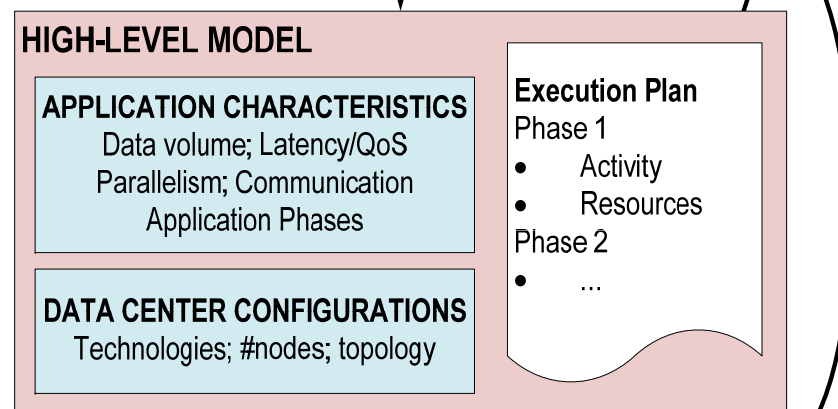 HIGH-LEVEL MODEL
APPLICATION CHARACTERISTICS
Data volume; Latency/QoS
Parallelism; Communication
Application Phases
DATA CENTER CONFIGURATIONS
Technologies; #nodes; topology
Execution Plan
Phase 1
• Activity
• Resources
Phase 2
• ...